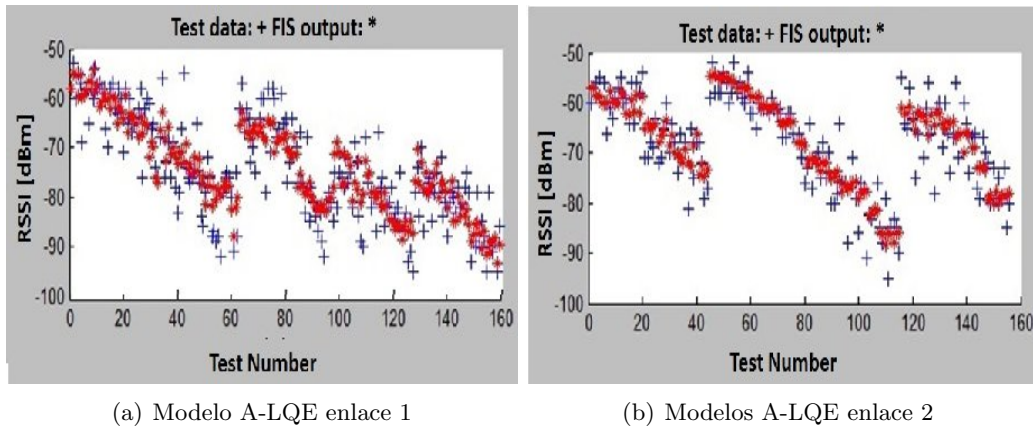 Test data: + FIS output: *
-50
-60
-70
-80
-90
-100
RSSI [dBm]
0 20 40 60 80 100 120 140 160
Test Number
(a) Modelo A-LQE enlace 1
Test data: + FIS output: *
-50
-60
-70
-80
-90
-100
RSSI [dBm]
0 20 40 60 80 100 120 140 160
Test Number
(b) Modelos A-LQE enlace 2